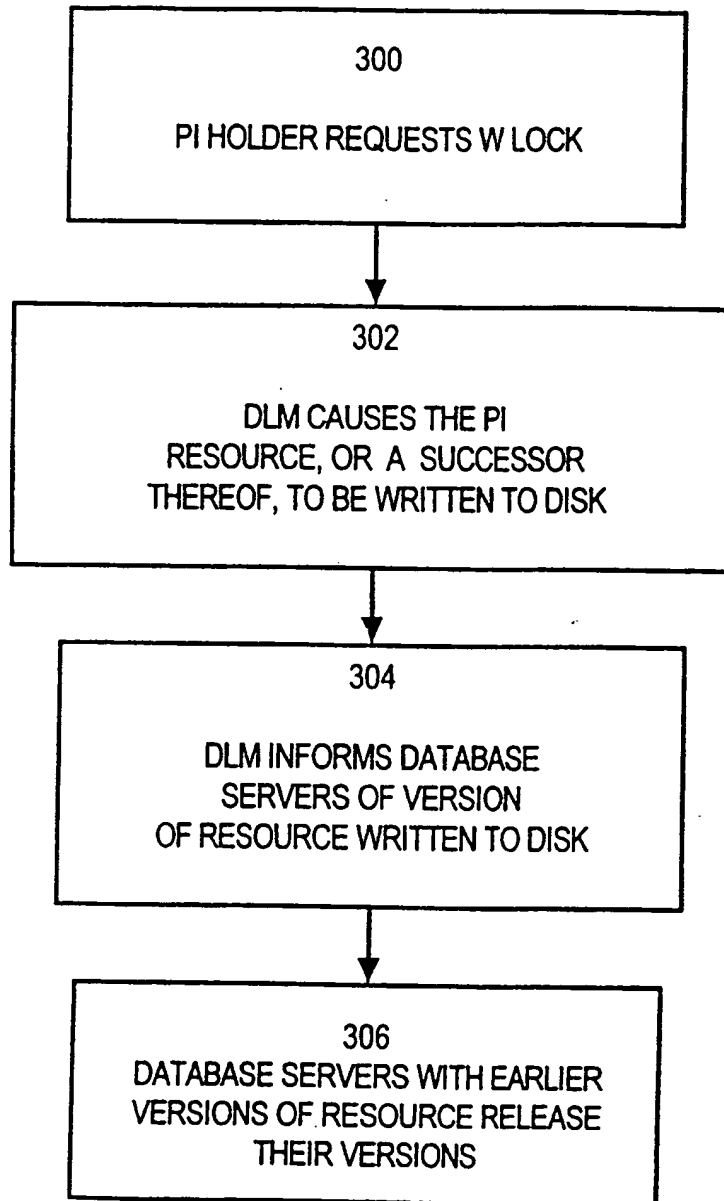 300
PI HOLDER REQUESTS W LOCK
302
DLM CAUSES THE PI
RESOURCE, OR A SUCCESSOR
THEREOF, TO BE WRITTEN TO DISK
304
DLM INFORMS DATABASE
SERVERS OF VERSION
OF RESOURCE WRITTEN TO DISK
306
DATABASE SERVERS WITH EARLIER
VERSIONS OF RESOURCE RELEASE
THEIR VERSIONS